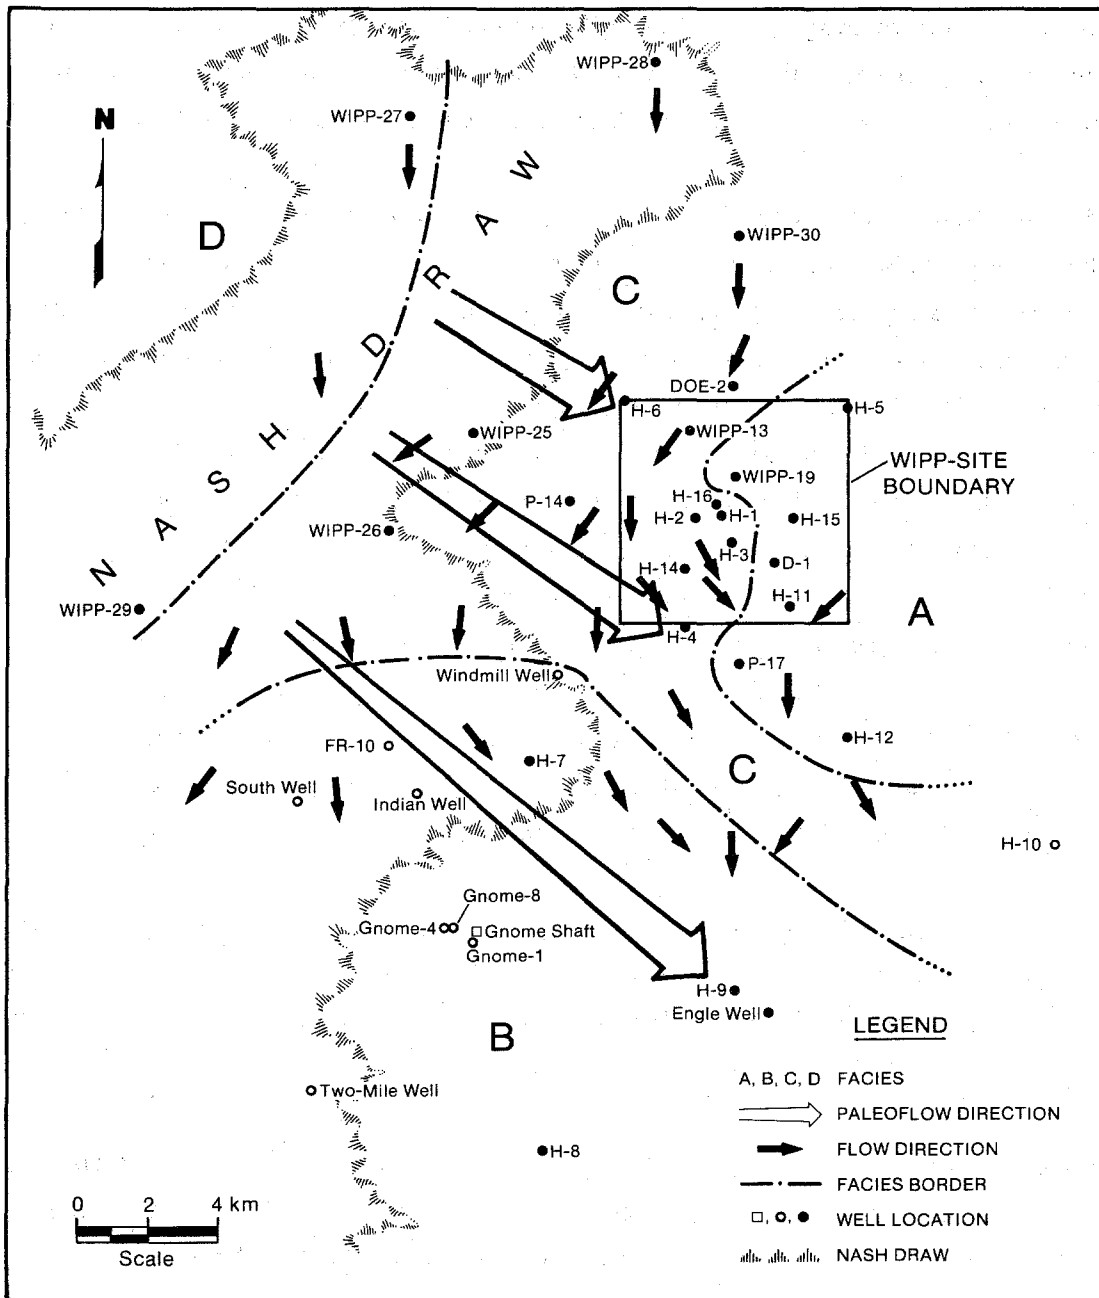 WIPP-28
N
WIPP-27
NASH DRAW
D
WIPP-30
C
DOE-2
H-6
H-5
WIPP-25
WIPP-13
WIPP-SITE
BOUNDARY
WIPP-19
P-14
H-16
H-2
H-1
H-15
WIPP-26
H-3
H-14
D-1
WIPP-29
H-11
A
H-4
P-17
Windmill Well
FR-10
H-7
H-12
C
South Well
Indian Well
H-10
Gnome-8
Gnome-4
Gnome Shaft
Gnome-1
H-9
Engle Well
B
LEGEND
A, B, C, D FACIES
Two-Mile Well
PALEOFLOW DIRECTION
H-8
FLOW DIRECTION
FACIES BORDER
0 2 4 km
Scale
WELL LOCATION
NASH DRAW